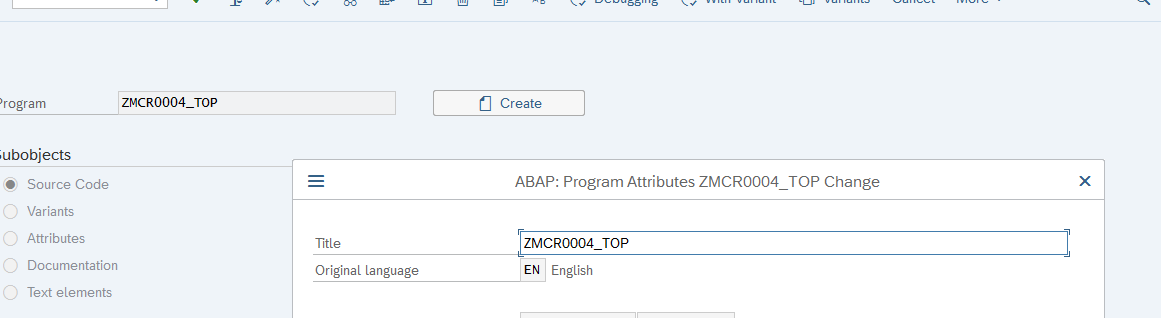 Debugging With Variant Variants Cancel More
Program ZMCR0004_TOP Create
Subobjects
Source Code
Variants
Attributes
Documentation
Text elements
ABAP: Program Attributes ZMCR0004_TOP Change
Title ZMCR0004_TOP
Original language EN English